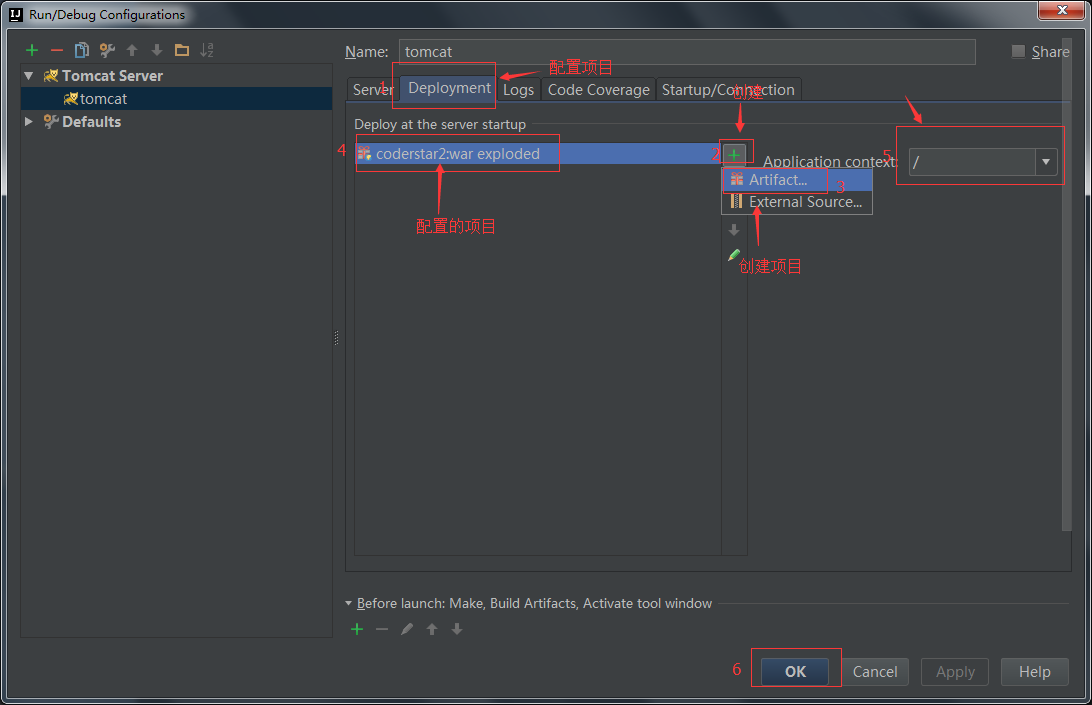 Run/Debug Configurations
Name: tomcat
Share
Tomcat Server
tomcat
Defaults
配置项目
1
Server Deployment Logs Code Coverage Startup/Connection
创建
Deploy at the server startup
4 coderstar2:war exploded
2
Application context: 5 /
Artifact... 3
External Source...
配置的项目
创建项目
Before launch: Make, Build Artifacts, Activate tool window
6 OK Cancel Apply Help